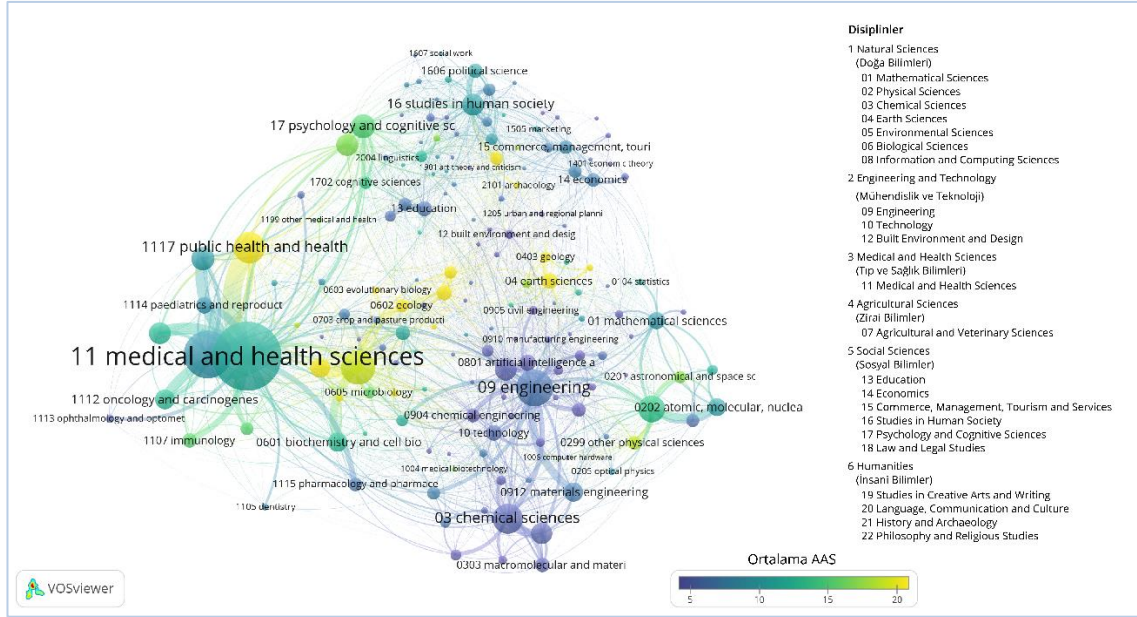 1607 social work
1606 political science
16 studies in human society
17 psychology and cognitive sc
1505 marketing
15 commerce, management, touri
2004 linguistics
1901 art theory and criticism
1401 economic theory
14 economics
1702 cognitive sciences
2101 archaeology
13 education
1199 other medical and health
1205 urban and regional planni
12 built environment and desig
1117 public health and health
0403 geology
04 earth sciences
0104 statistics
0603 evolutionary biology
0602 ecology
1114 paediatrics and reproduct
0703 crop and pasture producti
0905 civil engineering
01 mathematical sciences
0910 manufacturing engineering
11 medical and health sciences
0801 artificial intelligence a
0201 astronomical and space sc
09 engineering
0605 microbiology
1112 oncology and carcinogenes
0202 atomic, molecular, nuclea
1113 ophthalmology and optomet
0904 chemical engineering
1107 immunology
0601 biochemistry and cell bio
10 technology
0299 other physical sciences
1006 computer hardware
1004 medical biotechnology
0205 optical physics
1115 pharmacology and pharmace
0912 materials engineering
1105 dentistry
03 chemical sciences
0303 macromolecular and materi
VOSviewer
Disiplinler
1 Natural Sciences
(Doğa Bilimleri)
01 Mathematical Sciences
02 Physical Sciences
03 Chemical Sciences
04 Earth Sciences
05 Environmental Sciences
06 Biological Sciences
08 Information and Computing Sciences
2 Engineering and Technology
(Mühendislik ve Teknoloji)
09 Engineering
10 Technology
12 Built Environment and Design
3 Medical and Health Sciences
(Tıp ve Sağlık Bilimleri)
11 Medical and Health Sciences
4 Agricultural Sciences
(Zirai Bilimler)
07 Agricultural and Veterinary Sciences
5 Social Sciences
(Sosyal Bilimler)
13 Education
14 Economics
15 Commerce, Management, Tourism and Services
16 Studies in Human Society
17 Psychology and Cognitive Sciences
18 Law and Legal Studies
6 Humanities
(İnsani Bilimler)
19 Studies in Creative Arts and Writing
20 Language, Communication and Culture
21 History and Archaeology
22 Philosophy and Religious Studies
Ortalama AAS
5 10 15 20